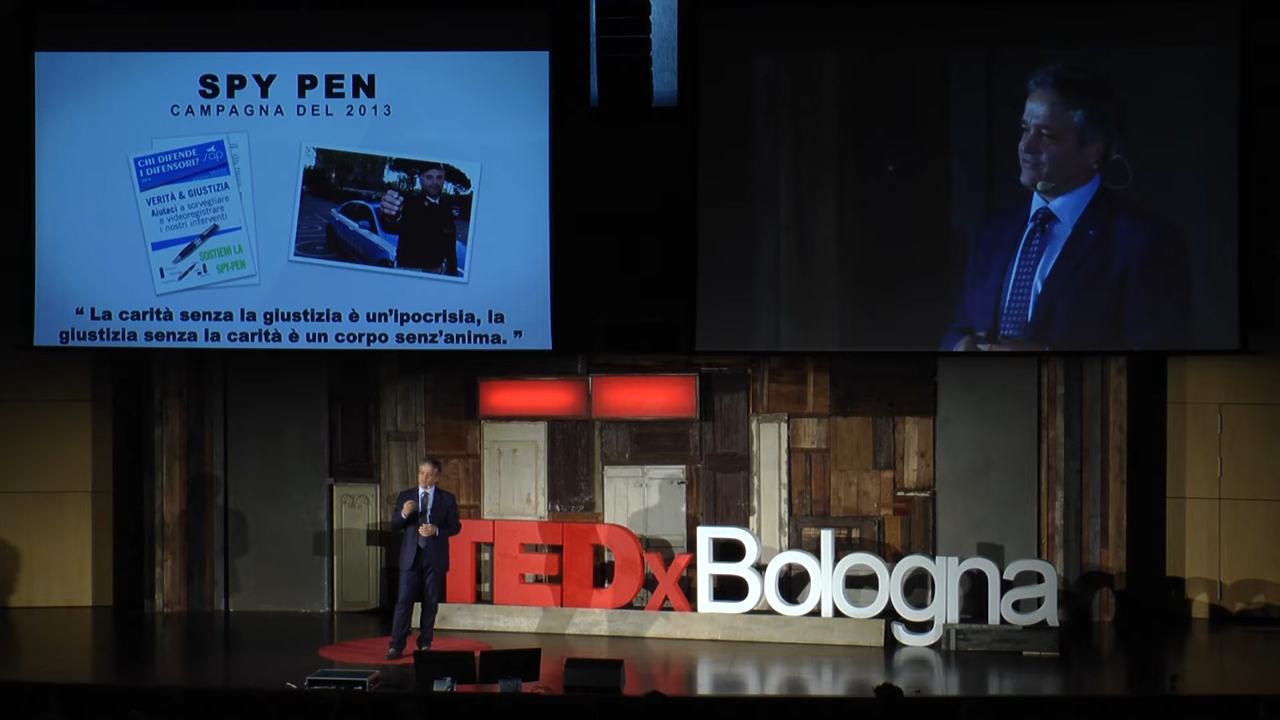 SPY PEN
CAMPAGNA DEL 2013
CHI DIFENDE
I DIFENSORI?
sap
VERITÀ & GIUSTIZIA
Aiutaci a sorvegliare
e videoregistrare
i nostri interventi
SOSTIENI LA
SPY-PEN
“ La carità senza la giustizia è un’ipocrisia, la
giustizia senza la carità è un corpo senz’anima. ”
TEDxBologna